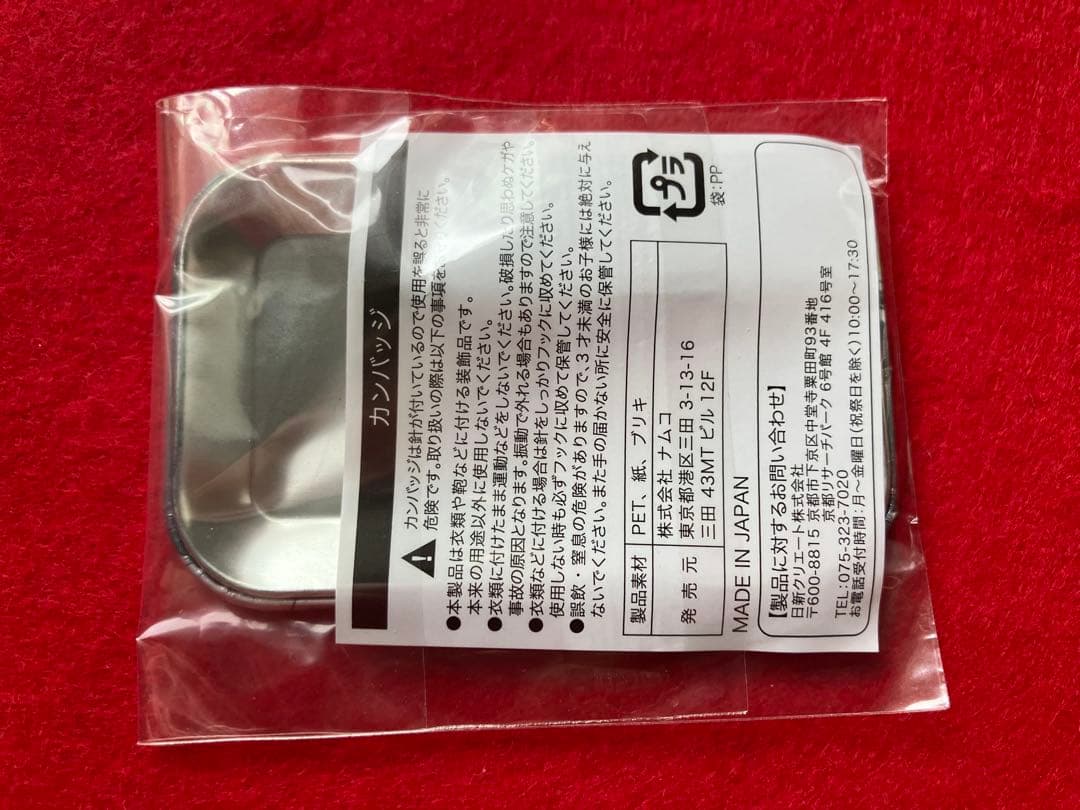 カンバッジ
カンバッジは針が付いているので使用を誤ると非常に
危険です。取り扱いの際は以下の事項を
ください。
●本製品は衣類や鞄などに付ける装飾品です。
本来の用途以外に使用しないでください。
●衣類に付けたまま運動などをしないでください。破損したり思わぬケガや
事故の原因となります。振動で外れる場合もありますので注意してください。
●衣類などに付ける場合は針をしっかりフックに収めてください。
使用しない時も必ずフックに収めて保管してください。
●誤飲・窒息の危険がありますので、3才未満のお子様には絶対に与え
ないでください。また手の届かない所に安全に保管してください。
製品素材 PET、紙、ブリキ
発売元 株式会社 ナムコ
東京都港区三田 3-13-16
三田 43MT ビル 12F
プラ
袋:PP
MADE IN JAPAN
【製品に対するお問い合わせ】
日新クリエート株式会社
〒600-8815 京都市下京区中堂寺粟田町93番地
京都リサーチパーク 6号館 4F 416号室
TEL:075-323-7020
お電話受付時間:月～金曜日(祝祭日を除く)10:00～17:30